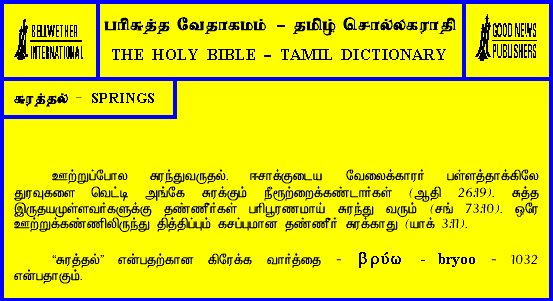 BELLWETHER
INTERNATIONAL
பரிசுத்த வேதாகமம் – தமிழ் சொல்லகராதி
THE HOLY BIBLE – TAMIL DICTIONARY
GOOD NEWS
PUBLISHERS
சுரத்தல் - SPRINGS
ஊற்றுப்போல சுரந்துவருதல். ஈசாக்குடைய வேலைக்காரர் பள்ளத்தாக்கிலே
துரவுகளை வெட்டி அங்கே சுரக்கும் நீரூற்றைக்கண்டார்கள் (ஆதி 26:19). சுத்த
இருதயமுள்ளவர்களுக்கு தண்ணீர்கள் பரிபூரணமாய் சுரந்து வரும் (சங் 73:10). ஒரே
ஊற்றுக்கண்ணிலிருந்து தித்திப்பும் கசப்புமான தண்ணீர் சுரக்காது (யாக் 3:11).
“சுரத்தல்” என்பதற்கான கிரேக்க வார்த்தை - βρύω - bryoo - 1032
என்பதாகும்.